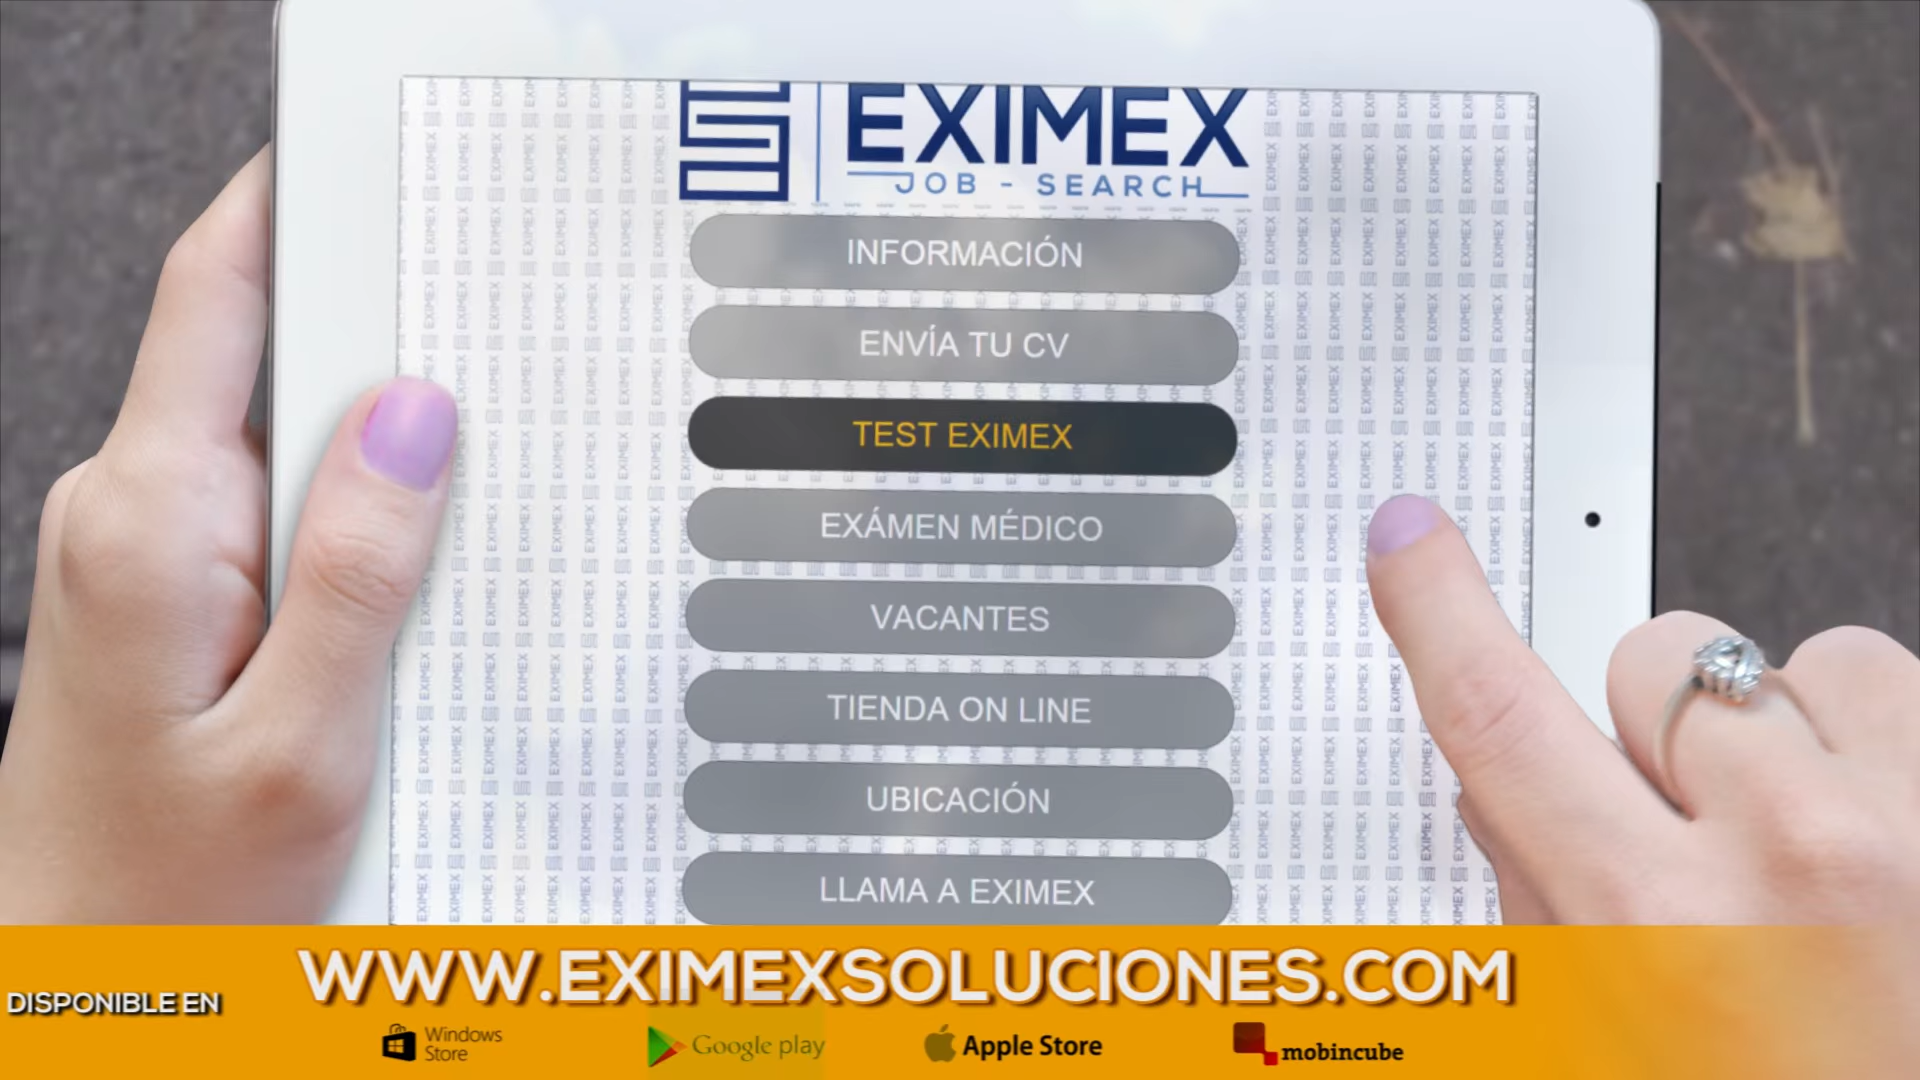 EXIMEX
JOB - SEARCH
INFORMACIÓN
ENVÍA TU CV
TEST EXIMEX
EXÁMEN MÉDICO
VACANTES
TIENDA ON LINE
UBICACIÓN
LLAMA A EXIMEX
WWW.EXIMEXSOLUCIONES.COM
DISPONIBLE EN
Windows
Store
Google play
Apple Store
mobincube